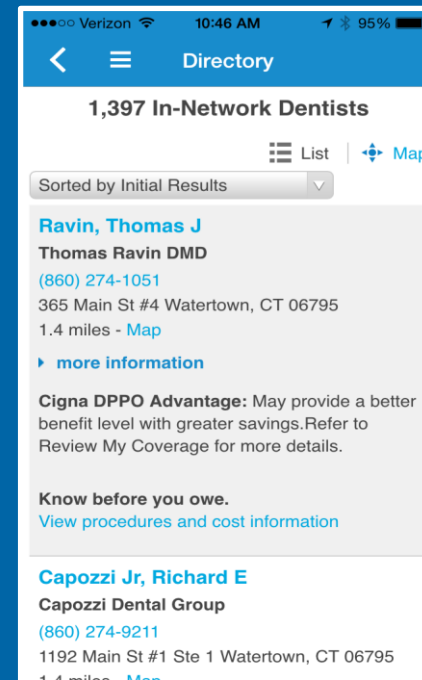 Verizon 10:46 AM 95%
Directory
1,397 In-Network Dentists
List Map
Sorted by Initial Results
Ravin, Thomas J
Thomas Ravin DMD
(860) 274-1051
365 Main St #4 Watertown, CT 06795
1.4 miles - Map
more information
Cigna DPPO Advantage: May provide a better
benefit level with greater savings.Refer to
Review My Coverage for more details.
Know before you owe.
View procedures and cost information
Capozzi Jr, Richard E
Capozzi Dental Group
(860) 274-9211
1192 Main St #1 Ste 1 Watertown, CT 06795
1.4 miles - Map